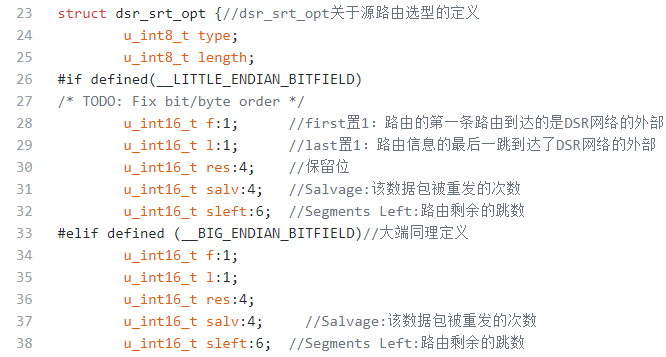 23 struct dsr_srt_opt {//dsr_srt_opt关于源路由选型的定义
24 u_int8_t type;
25 u_int8_t length;
26 #if defined(__LITTLE_ENDIAN_BITFIELD)
27 /* TODO: Fix bit/byte order */
28 u_int16_t f:1; //first置1：路由的第一条路由到达的是DSR网络的外部
29 u_int16_t l:1; //last置1：路由信息的最后一跳到达了DSR网络的外部
30 u_int16_t res:4; //保留位
31 u_int16_t salv:4; //Salvage:该数据包被重发的次数
32 u_int16_t sleft:6; //Segments Left:路由剩余的跳数
33 #elif defined (__BIG_ENDIAN_BITFIELD)//大端同理定义
34 u_int16_t f:1;
35 u_int16_t l:1;
36 u_int16_t res:4;
37 u_int16_t salv:4; //Salvage:该数据包被重发的次数
38 u_int16_t sleft:6; //Segments Left:路由剩余的跳数